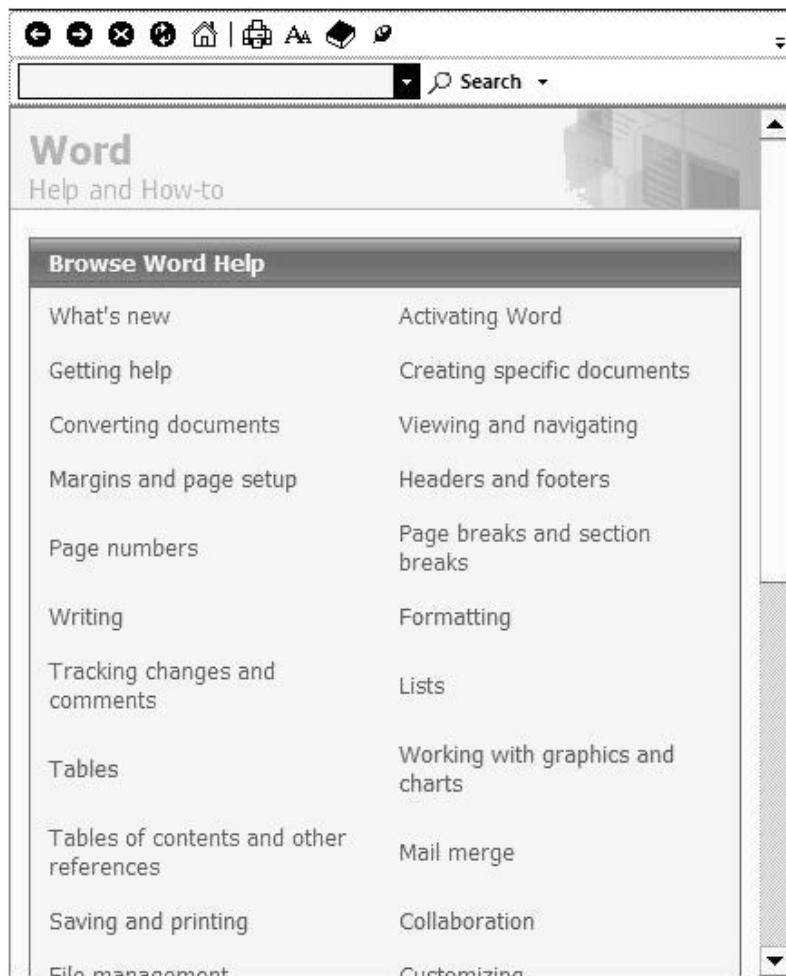 Search
Word
Help and How-to
Browse Word Help
What's new
Activating Word
Getting help
Creating specific documents
Converting documents
Viewing and navigating
Margins and page setup
Headers and footers
Page numbers
Page breaks and section
breaks
Writing
Formatting
Tracking changes and
comments
Lists
Tables
Working with graphics and
charts
Tables of contents and other
references
Mail merge
Saving and printing
Collaboration
File management
Customizing